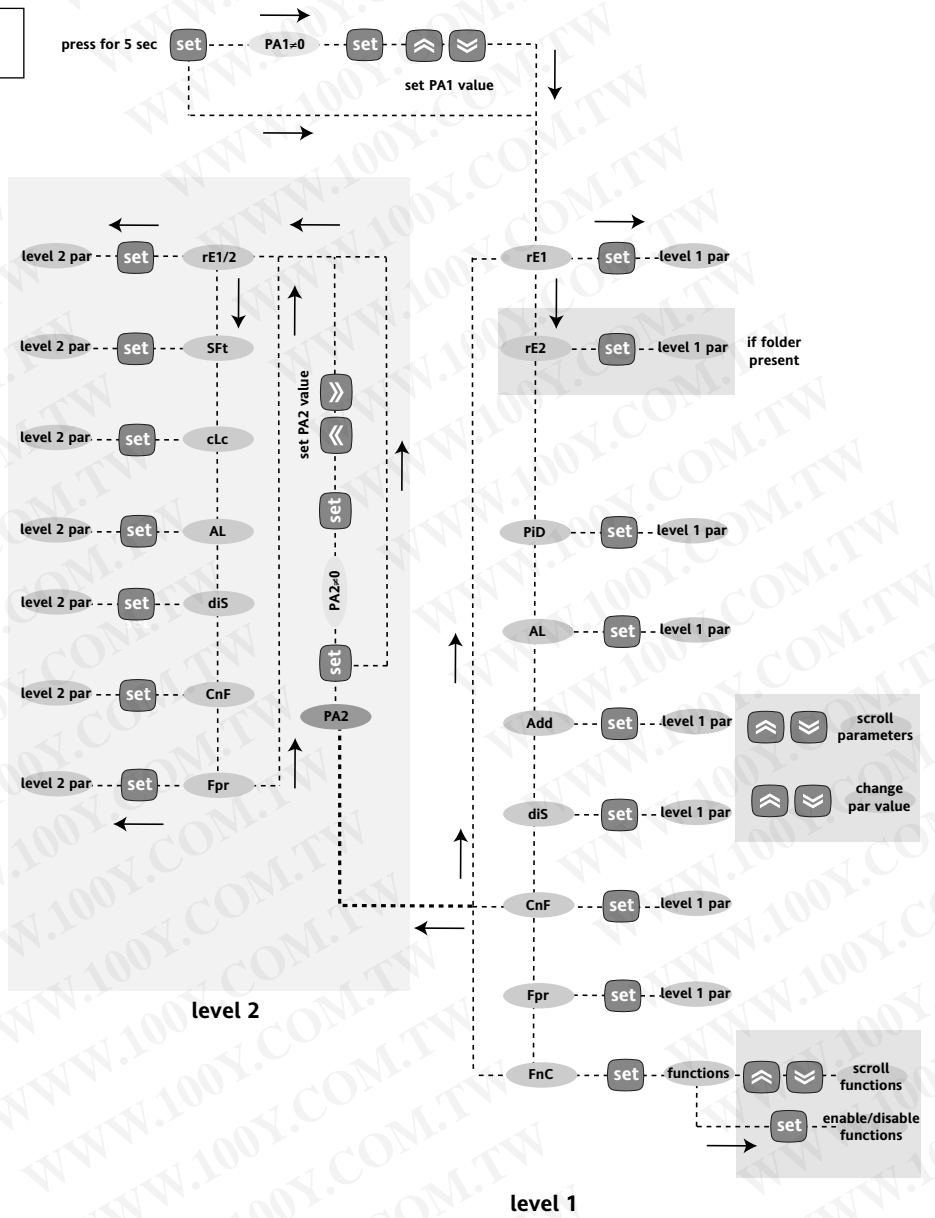 press for 5 sec set PA1≠0 set
set PA1 value
level 2 par set rE1/2
rE1 set level 1 par
level 2 par set SFt
rE2 set level 1 par if folder
present
set PA2 value
level 2 par set cLc
set
level 2 par set AL
PiD set level 1 par
PA2≠0
level 2 par set diS
AL set level 1 par
set
level 2 par set CnF
PA2
Add set level 1 par
scroll
parameters
level 2 par set Fpr
change
par value
diS set level 1 par
CnF set level 1 par
Fpr set level 1 par
level 2
FnC set functions
scroll
functions
set enable/disable
functions
level 1
WWW.100Y.COM.TW